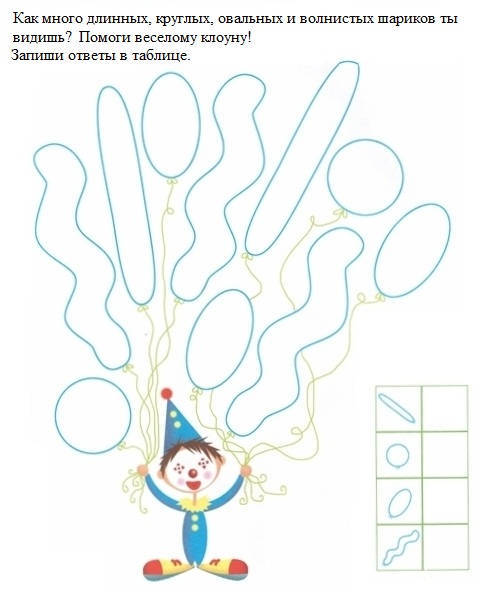 Как много длинных, круглых, овальных и волнистых шариков ты
видишь? Помоги веселому клоуну!
Запиши ответы в таблице.